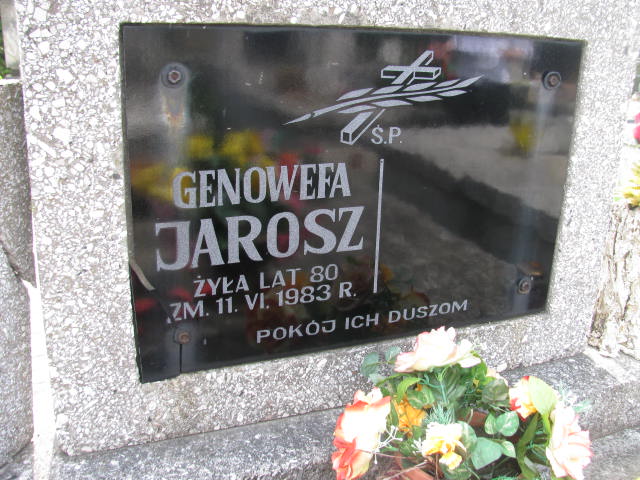 Ś.P.
GENOWEFA
JAROSZ
ŻYŁA LAT 80
ZM. 11. VI. 1983 R.
POKÓJ ICH DUSZOM